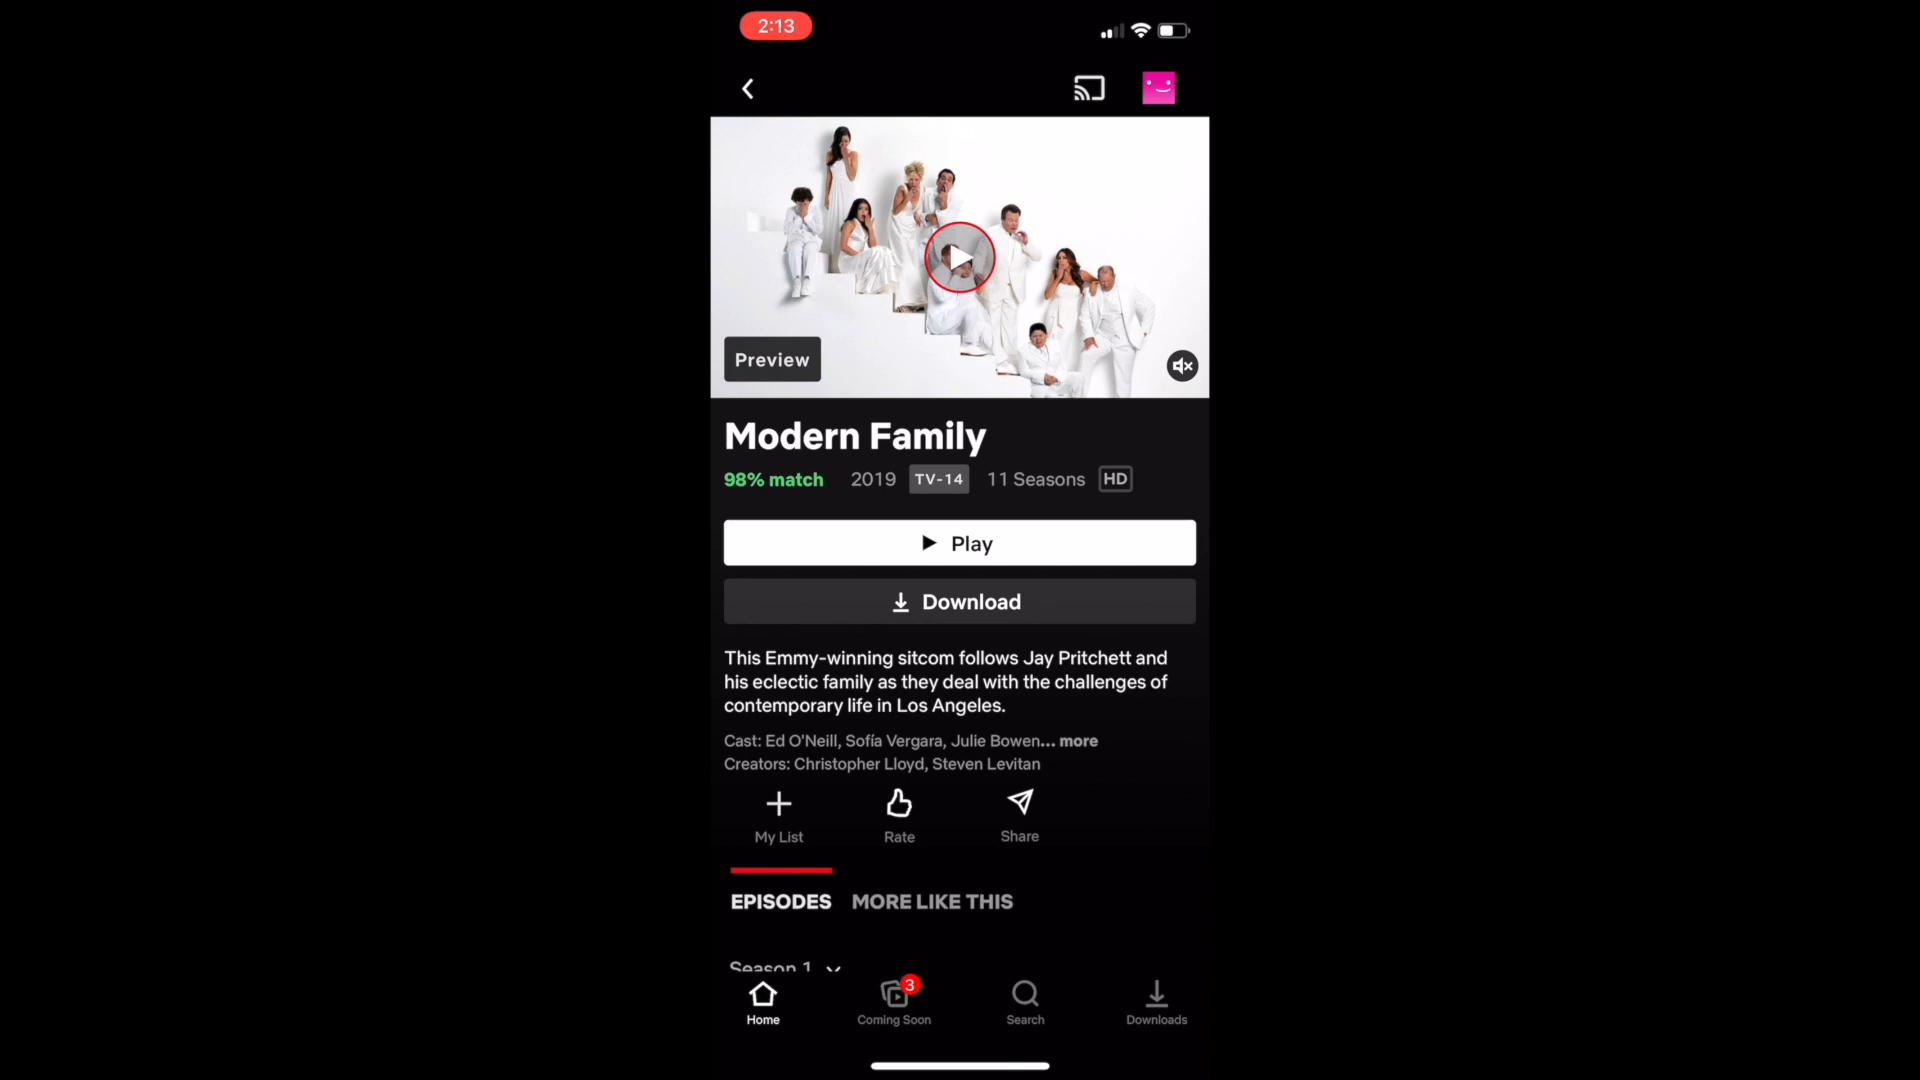 2:13
Preview
Modern Family
98% match 2019 TV-14 11 Seasons HD
Play
Download
This Emmy-winning sitcom follows Jay Pritchett and
his eclectic family as they deal with the challenges of
contemporary life in Los Angeles.
Cast: Ed O'Neill, Sofía Vergara, Julie Bowen... more
Creators: Christopher Lloyd, Steven Levitan
My List Rate Share
EPISODES MORE LIKE THIS
Season 1
3
Home Coming Soon Search Downloads